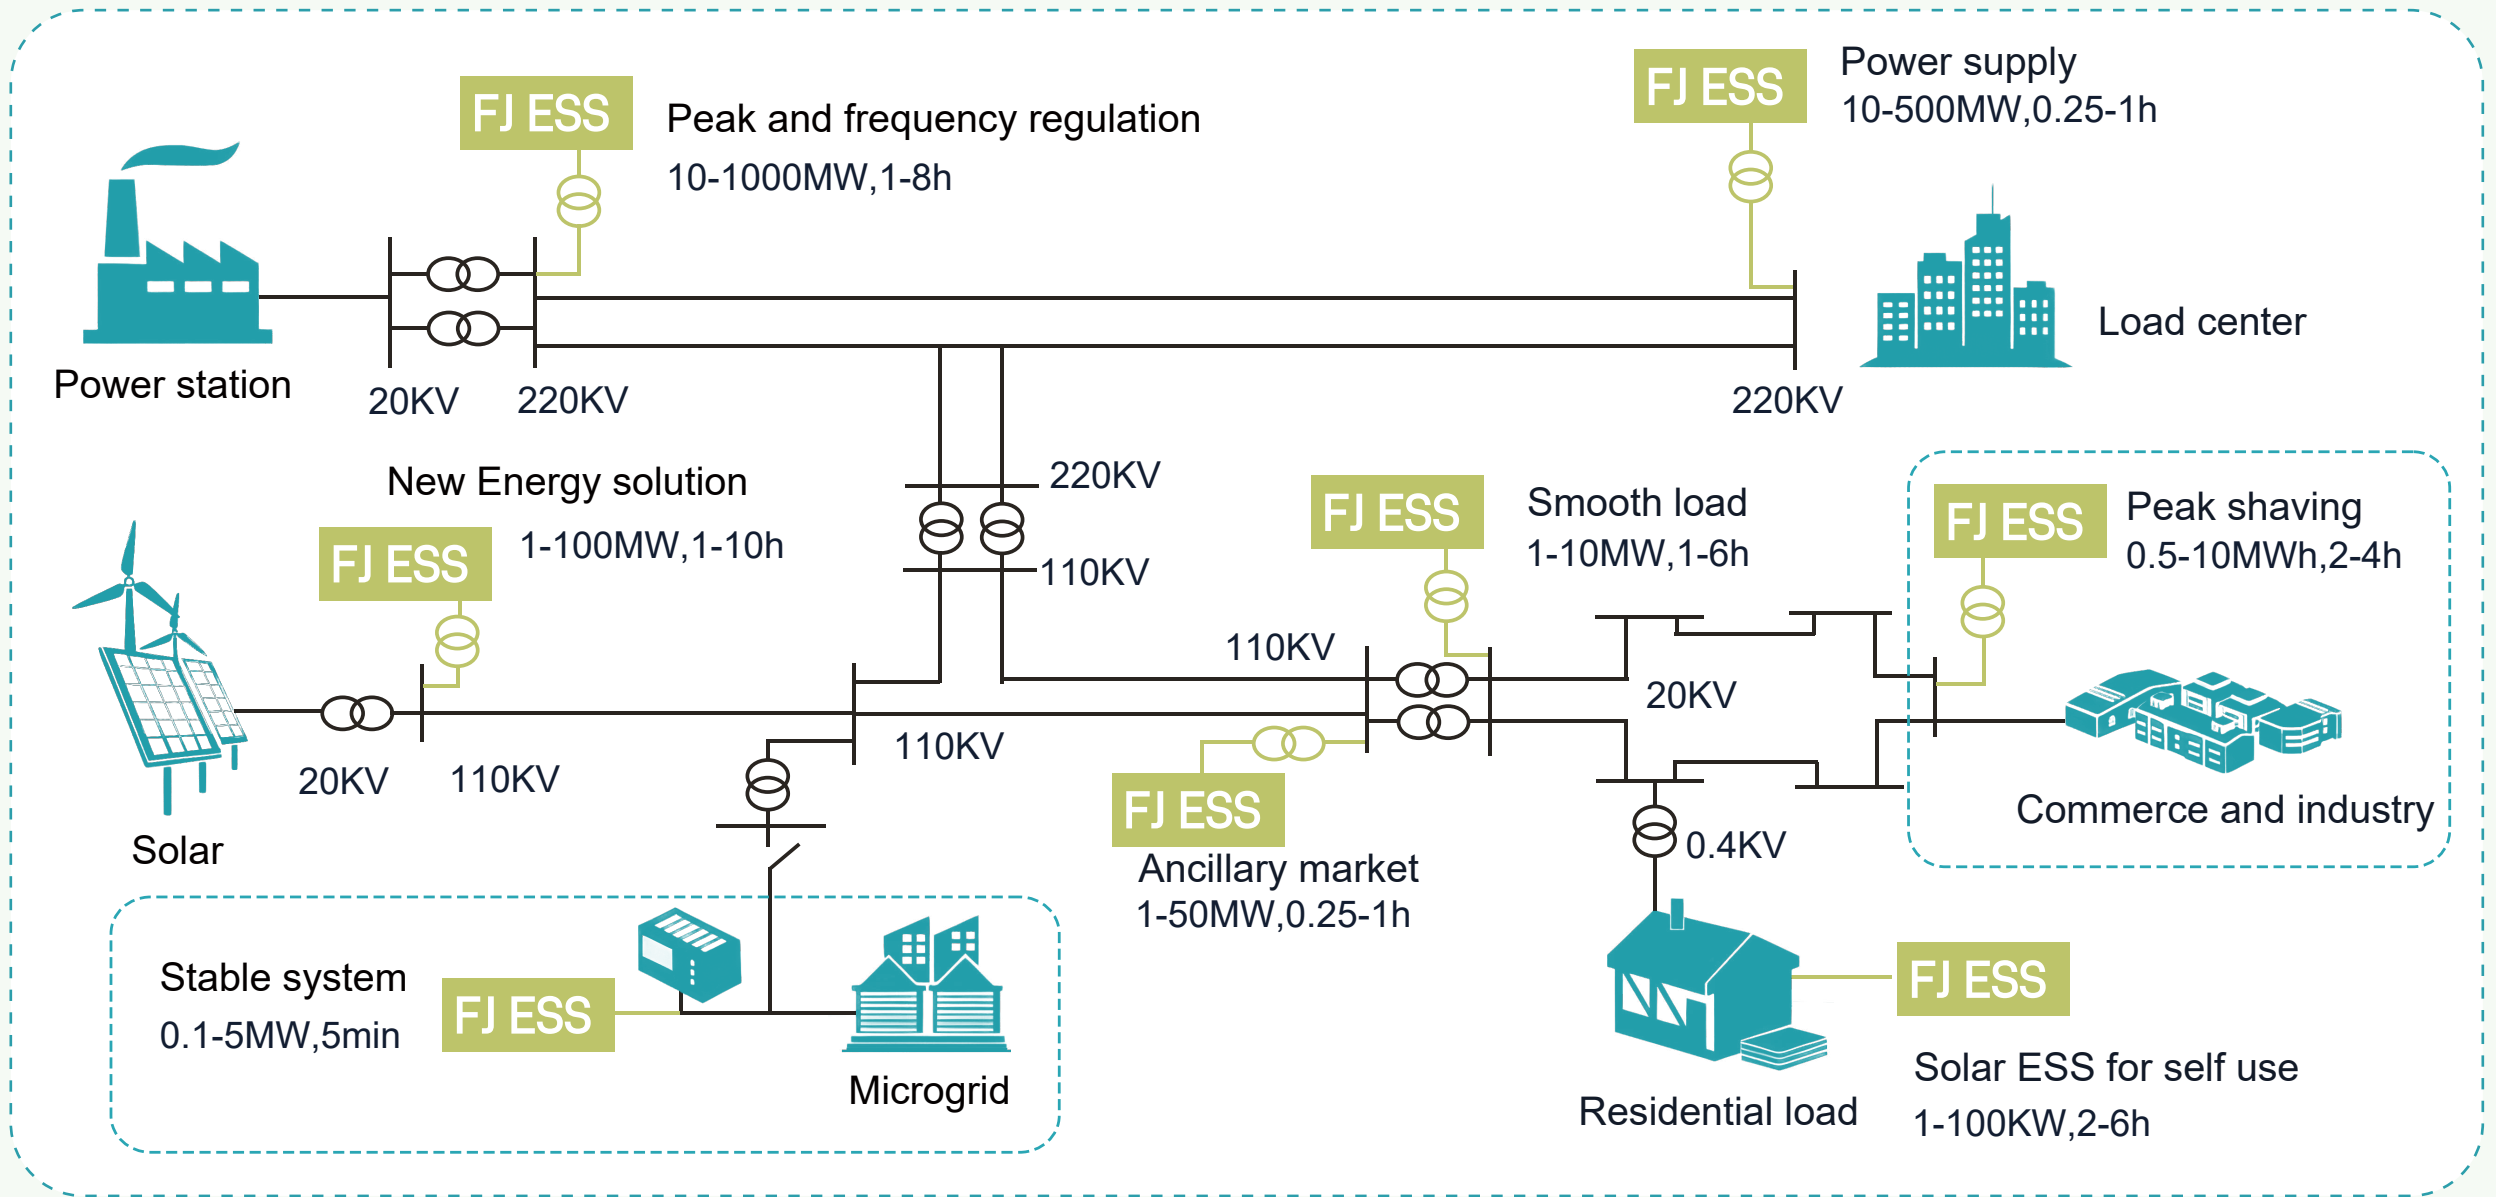 FJ ESS
Peak and frequency regulation
10-1000MW,1-8h
FJ ESS
Power supply
10-500MW,0.25-1h
Load center
Power station
20KV
220KV
220KV
New Energy solution
FJ ESS
1-100MW,1-10h
220KV
110KV
FJ ESS
Smooth load
1-10MW,1-6h
FJ ESS
Peak shaving
0.5-10MWh,2-4h
110KV
20KV
110KV
20KV
110KV
Solar
FJ ESS
Ancillary market
1-50MW,0.25-1h
0.4KV
Commerce and industry
Stable system
0.1-5MW,5min
FJ ESS
Microgrid
FJ ESS
Solar ESS for self use
1-100KW,2-6h
Residential load